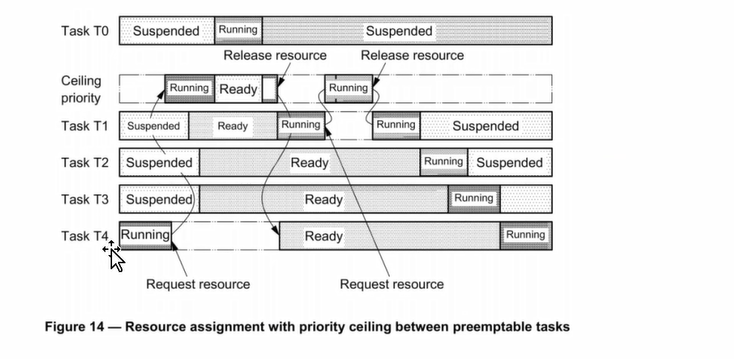 Task T0 Suspended Running Suspended
Release resource Release resource
Ceiling
priority Running Ready Running
Task T1 Suspended Ready Running Running Suspended
Task T2 Suspended Ready Running Suspended
Task T3 Suspended Ready Running
Task T4 Running Ready Running
Request resource Request resource
Figure 14 — Resource assignment with priority ceiling between preemptable tasks